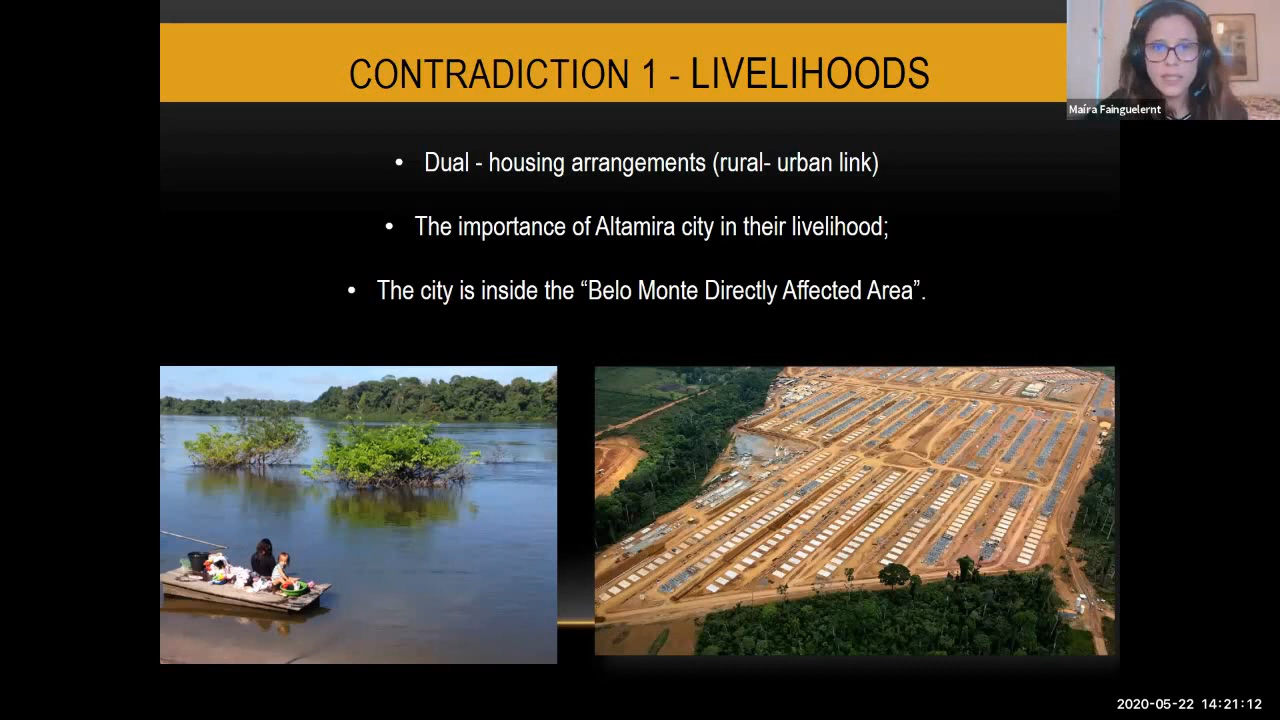 CONTRADICTION 1 - LIVELIHOODS
Maíra Fainguelernt
• Dual - housing arrangements (rural- urban link)
• The importance of Altamira city in their livelihood;
• The city is inside the “Belo Monte Directly Affected Area”.
2020-05-22 14:21:12